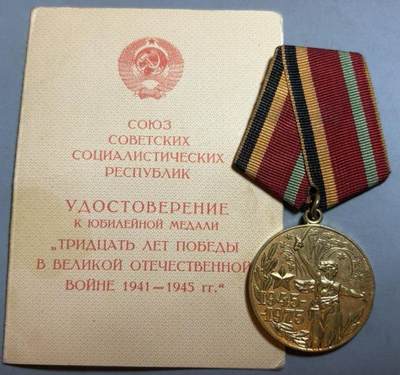 СОЮЗ
СОВЕТСКИХ
СОЦИАЛИСТИЧЕСКИХ
РЕСПУБЛИК
УДОСТОВЕРЕНИЕ
К ЮБИЛЕЙНОЙ МЕДАЛИ
„ТРИДЦАТЬ ЛЕТ ПОБЕДЫ
В ВЕЛИКОЙ ОТЕЧЕСТВЕННОЙ
ВОЙНЕ 1941—1945 гг.“
1945-
-1975